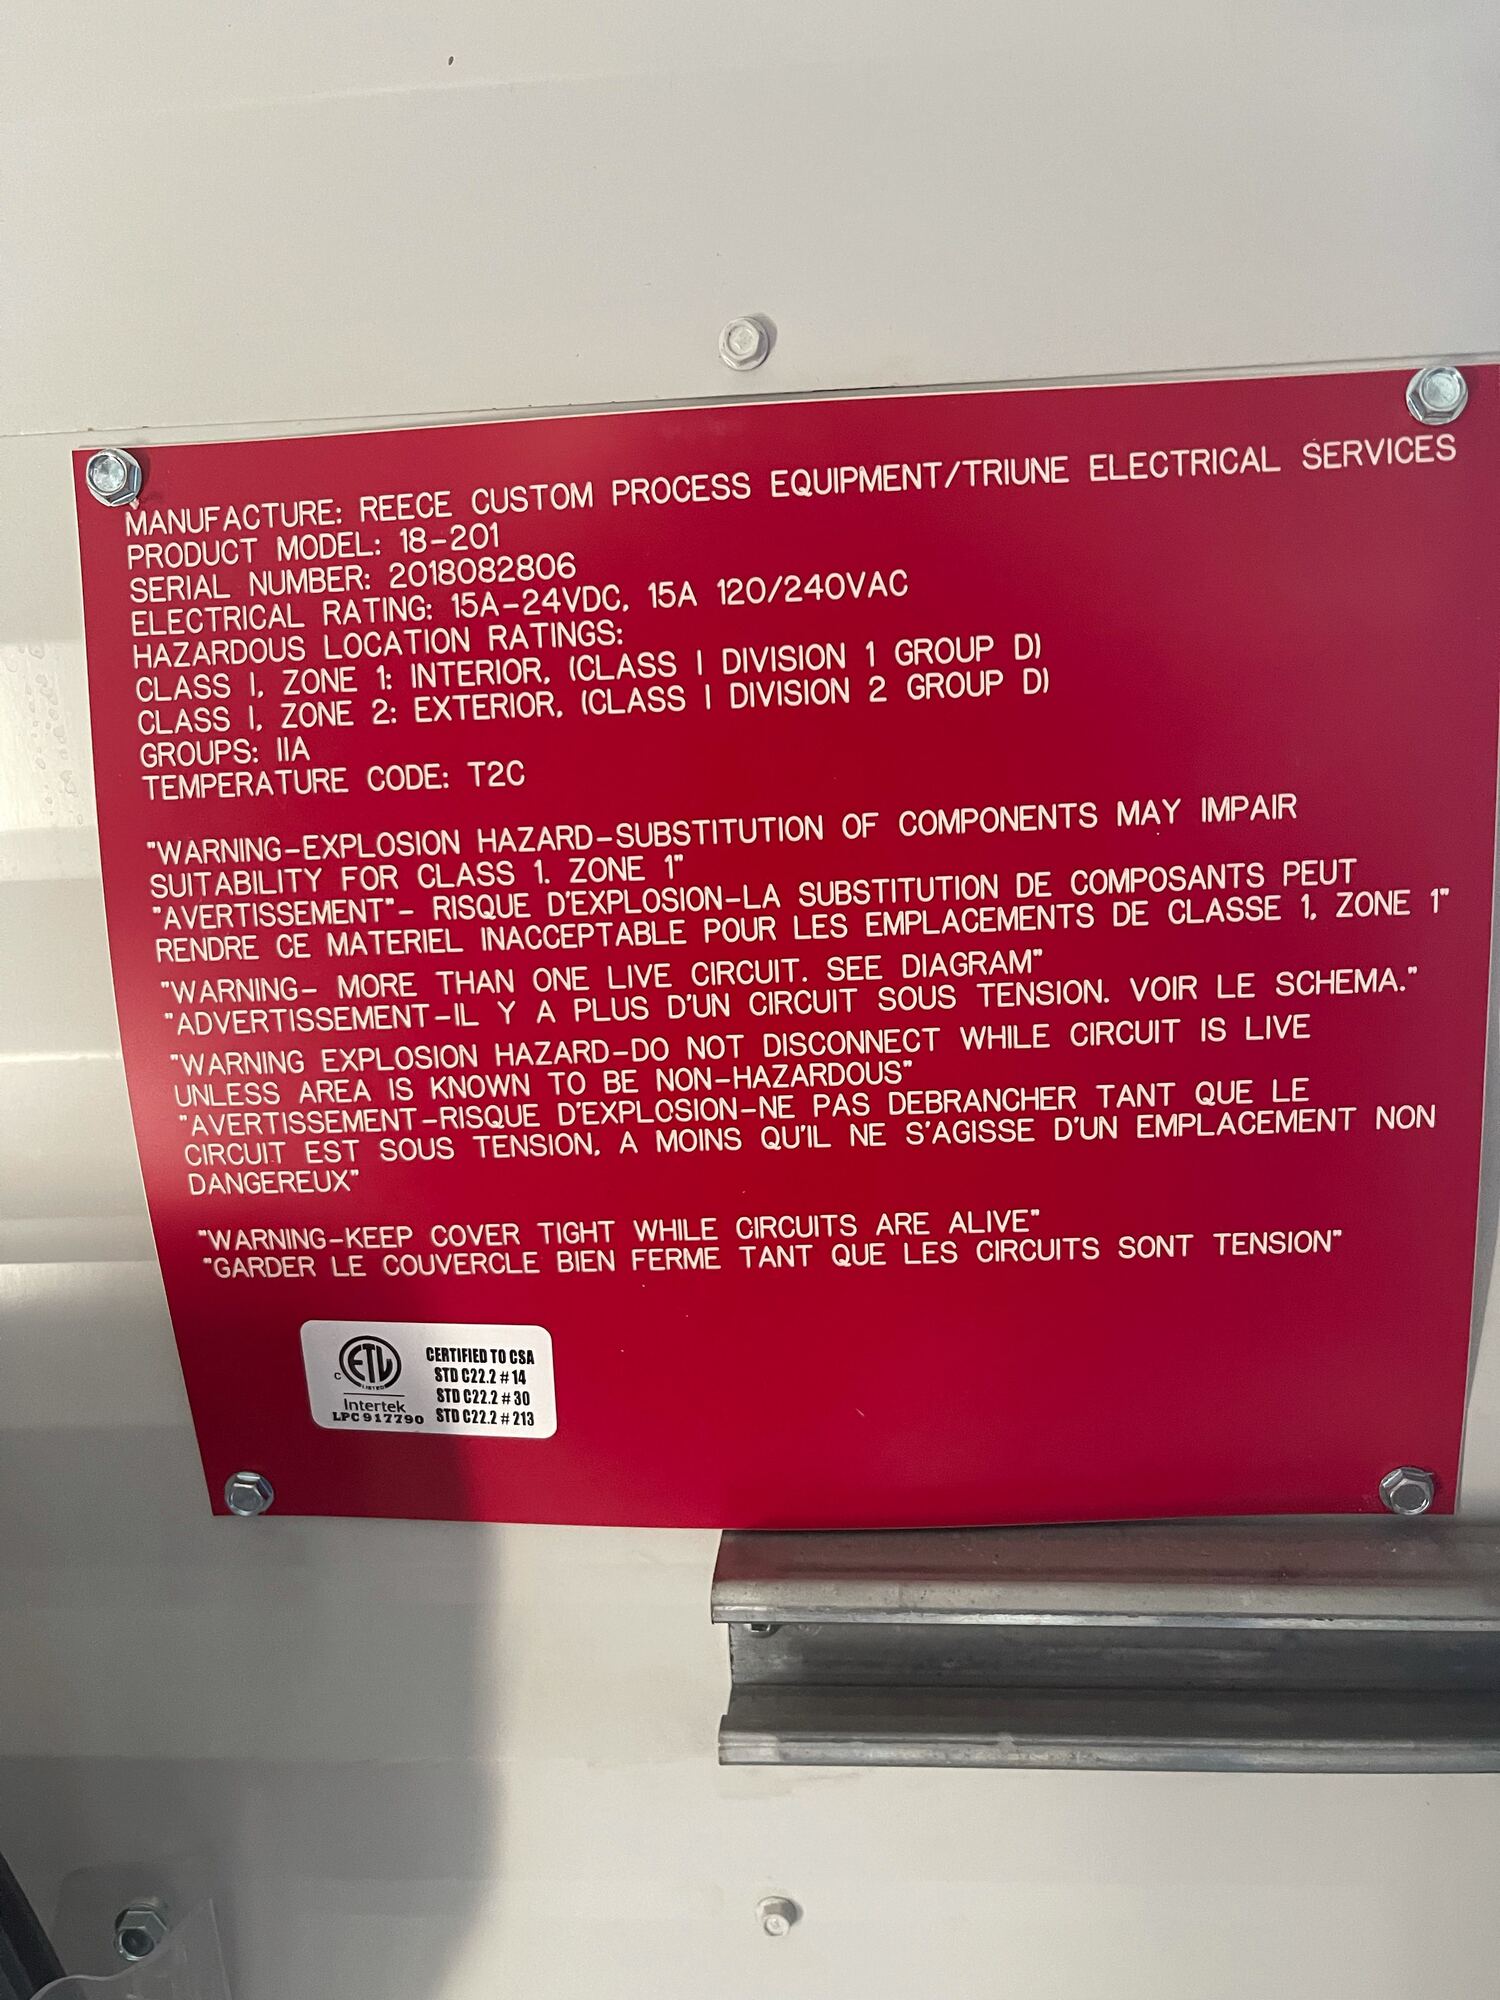 MANUFACTURE: REECE CUSTOM PROCESS EQUIPMENT/TRIUNE ELECTRICAL SERVICES
PRODUCT MODEL: 18-201
SERIAL NUMBER: 2018082806
ELECTRICAL RATING: 15A-24VDC, 15A 120/240VAC
HAZARDOUS LOCATION RATINGS:
CLASS I, ZONE 1: INTERIOR, (CLASS I DIVISION 1 GROUP D)
CLASS I, ZONE 2: EXTERIOR, (CLASS I DIVISION 2 GROUP D)
GROUPS: IIA
TEMPERATURE CODE: T2C
"WARNING-EXPLOSION HAZARD-SUBSTITUTION OF COMPONENTS MAY IMPAIR
SUITABILITY FOR CLASS 1, ZONE 1"
"AVERTISSEMENT"- RISQUE D'EXPLOSION-LA SUBSTITUTION DE COMPOSANTS PEUT
RENDRE CE MATERIEL INACCEPTABLE POUR LES EMPLACEMENTS DE CLASSE 1, ZONE 1"
"WARNING- MORE THAN ONE LIVE CIRCUIT. SEE DIAGRAM"
"ADVERTISSEMENT-IL Y A PLUS D'UN CIRCUIT SOUS TENSION. VOIR LE SCHEMA."
"WARNING EXPLOSION HAZARD-DO NOT DISCONNECT WHILE CIRCUIT IS LIVE
UNLESS AREA IS KNOWN TO BE NON-HAZARDOUS"
"AVERTISSEMENT-RISQUE D'EXPLOSION-NE PAS DEBRANCHER TANT QUE LE
CIRCUIT EST SOUS TENSION, A MOINS QU'IL NE S'AGISSE D'UN EMPLACEMENT NON
DANGEREUX"
"WARNING-KEEP COVER TIGHT WHILE CIRCUITS ARE ALIVE"
"GARDER LE COUVERCLE BIEN FERME TANT QUE LES CIRCUITS SONT TENSION"
C ETL LISTED
Intertek
LPC917790
CERTIFIED TO CSA
STD C22.2 # 14
STD C22.2 # 30
STD C22.2 # 213